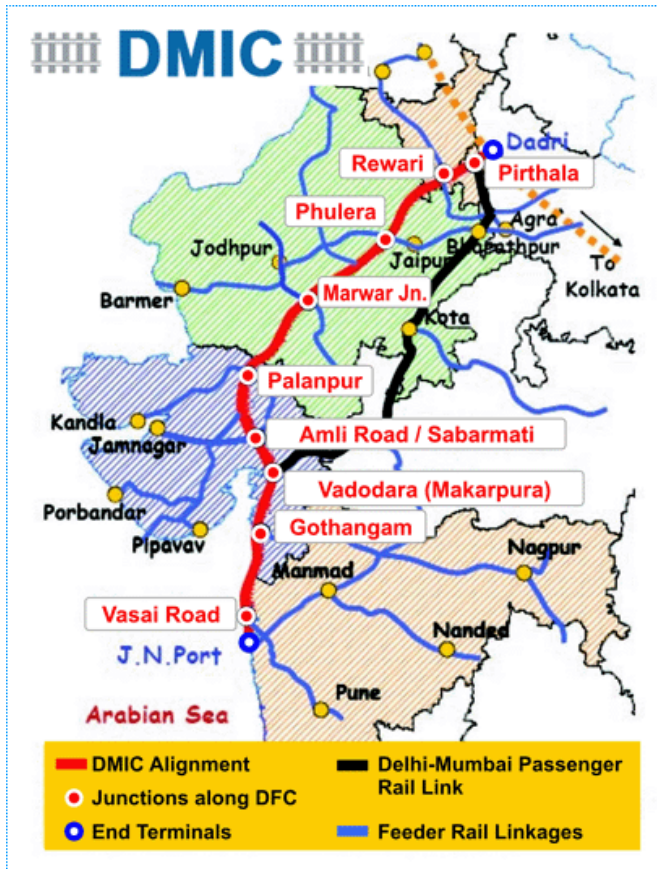 DMIC
Dadri
Rewari
Pirthala
Phulera
Agra
Bharathpur
Jodhpur
Jaipur
To
Kolkata
Barmer
Marwar Jn.
Kota
Palanpur
Kandla
Jamnagar
Amli Road / Sabarmati
Vadodara (Makarpura)
Porbandar
Pipavav
Gothangam
Nagpur
Manmad
Vasai Road
Nanded
J.N.Port
Pune
Arabian Sea
DMIC Alignment
Junctions along DFC
End Terminals
Delhi-Mumbai Passenger
Rail Link
Feeder Rail Linkages